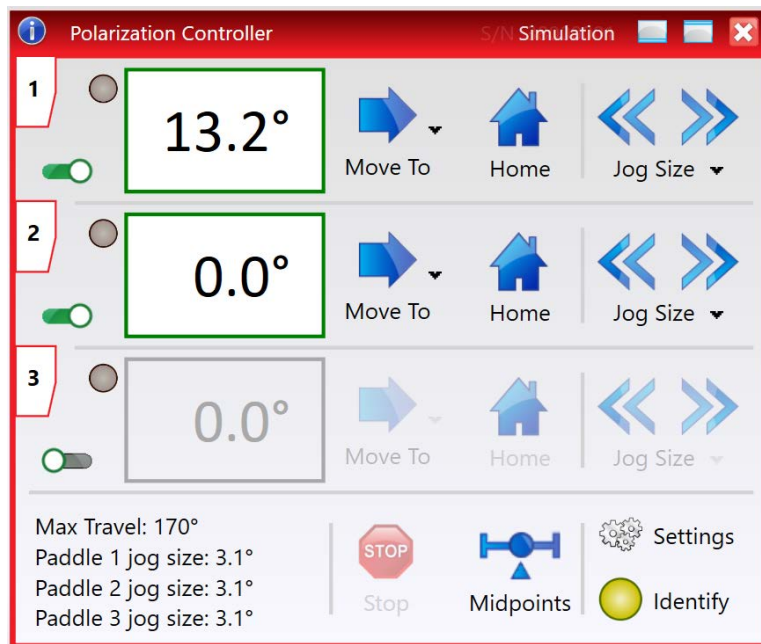 Polarization Controller
Simulation
1
13.2°
Move To
Home
Jog Size
2
0.0°
Move To
Home
Jog Size
3
0.0°
Move To
Home
Jog Size
Max Travel: 170°
Paddle 1 jog size: 3.1°
Paddle 2 jog size: 3.1°
Paddle 3 jog size: 3.1°
STOP
Stop
Midpoints
Settings
Identify